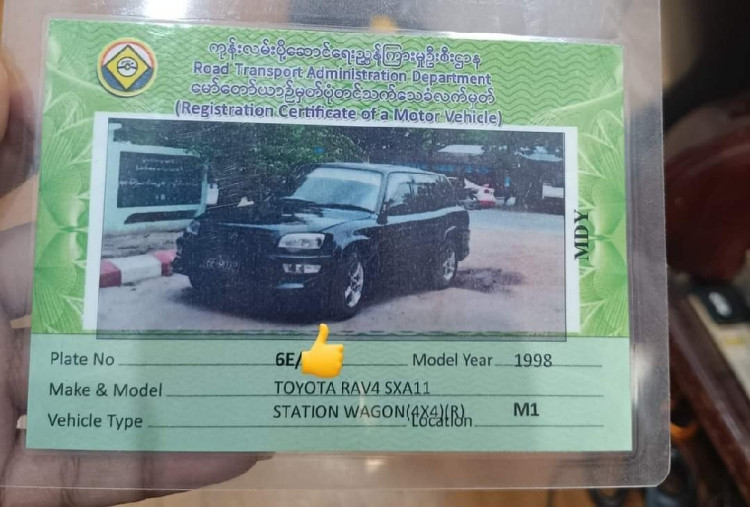 ကုန်းလမ်းပို့ဆောင်ရေးညွှန်ကြားမှုဦးစီးဌာန
Road Transport Administration Department
မော်တော်ယာဉ်မှတ်ပုံတင်သက်သေခံလက်မှတ်
(Registration Certificate of a Motor Vehicle)
MDY
Plate No 6E/ Model Year 1998
Make & Model TOYOTA RAV4 SXA11
STATION WAGON(4X4)(R) M1
Vehicle Type Location